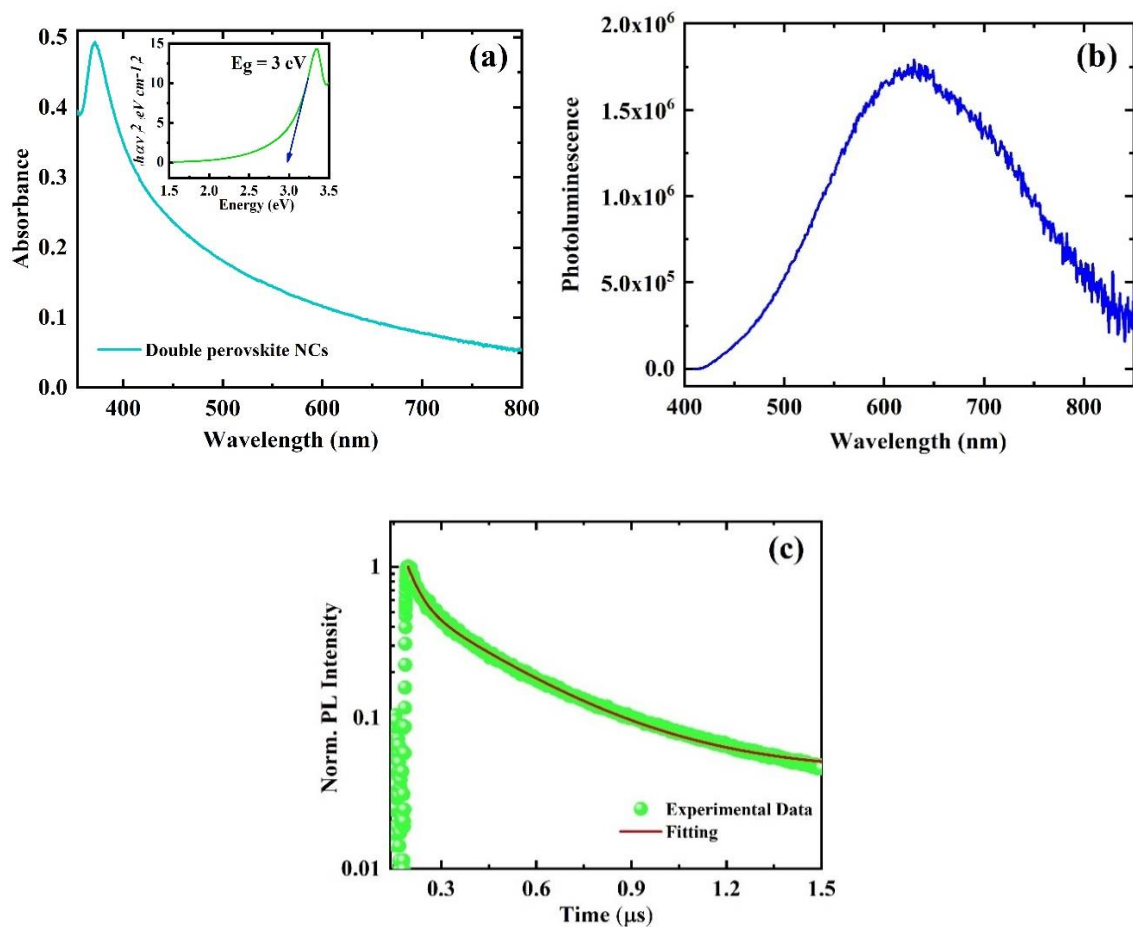 (a)
0.5
0.4
0.3
0.2
0.1
0.0
Absorbance
400
500
600
700
800
Wavelength (nm)
Double perovskite NCs
15
10
5
0
hαν)² (eV cm-1)2
Eg = 3 eV
1.5
2.0
2.5
3.0
3.5
Energy (eV)
(b)
2.0x10⁶
1.5x10⁶
1.0x10⁶
5.0x10⁵
0.0
Photoluminescence
400
500
600
700
800
Wavelength (nm)
(c)
1
0.1
0.01
Norm. PL Intensity
Experimental Data
Fitting
0.3
0.6
0.9
1.2
1.5
Time (μs)